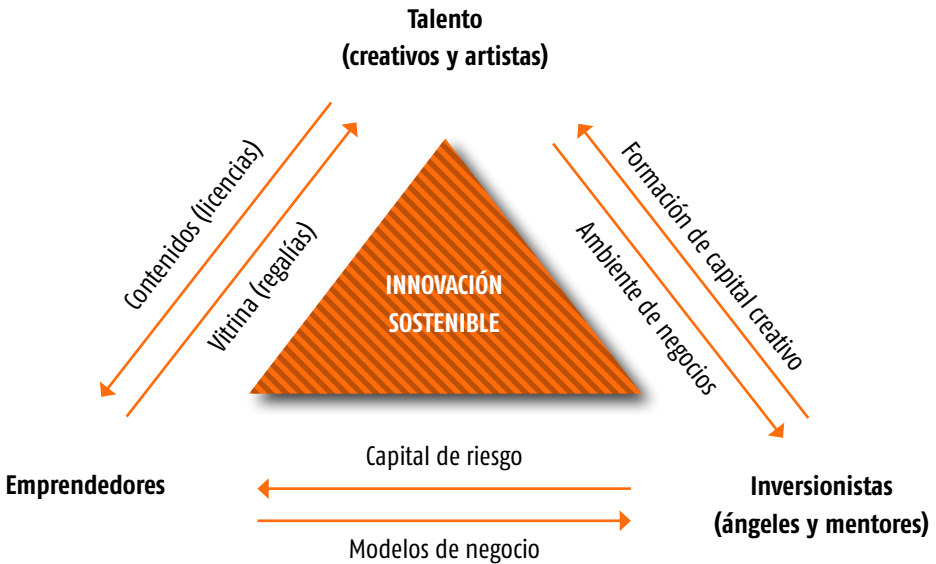 Talento
(creativos y artistas)
Contenidos (licencias)
Vitrina (regalías)
Formación de capital creativo
Ambiente de negocios
INNOVACIÓN
SOSTENIBLE
Capital de riesgo
Emprendedores
Inversionistas
(ángeles y mentores)
Modelos de negocio